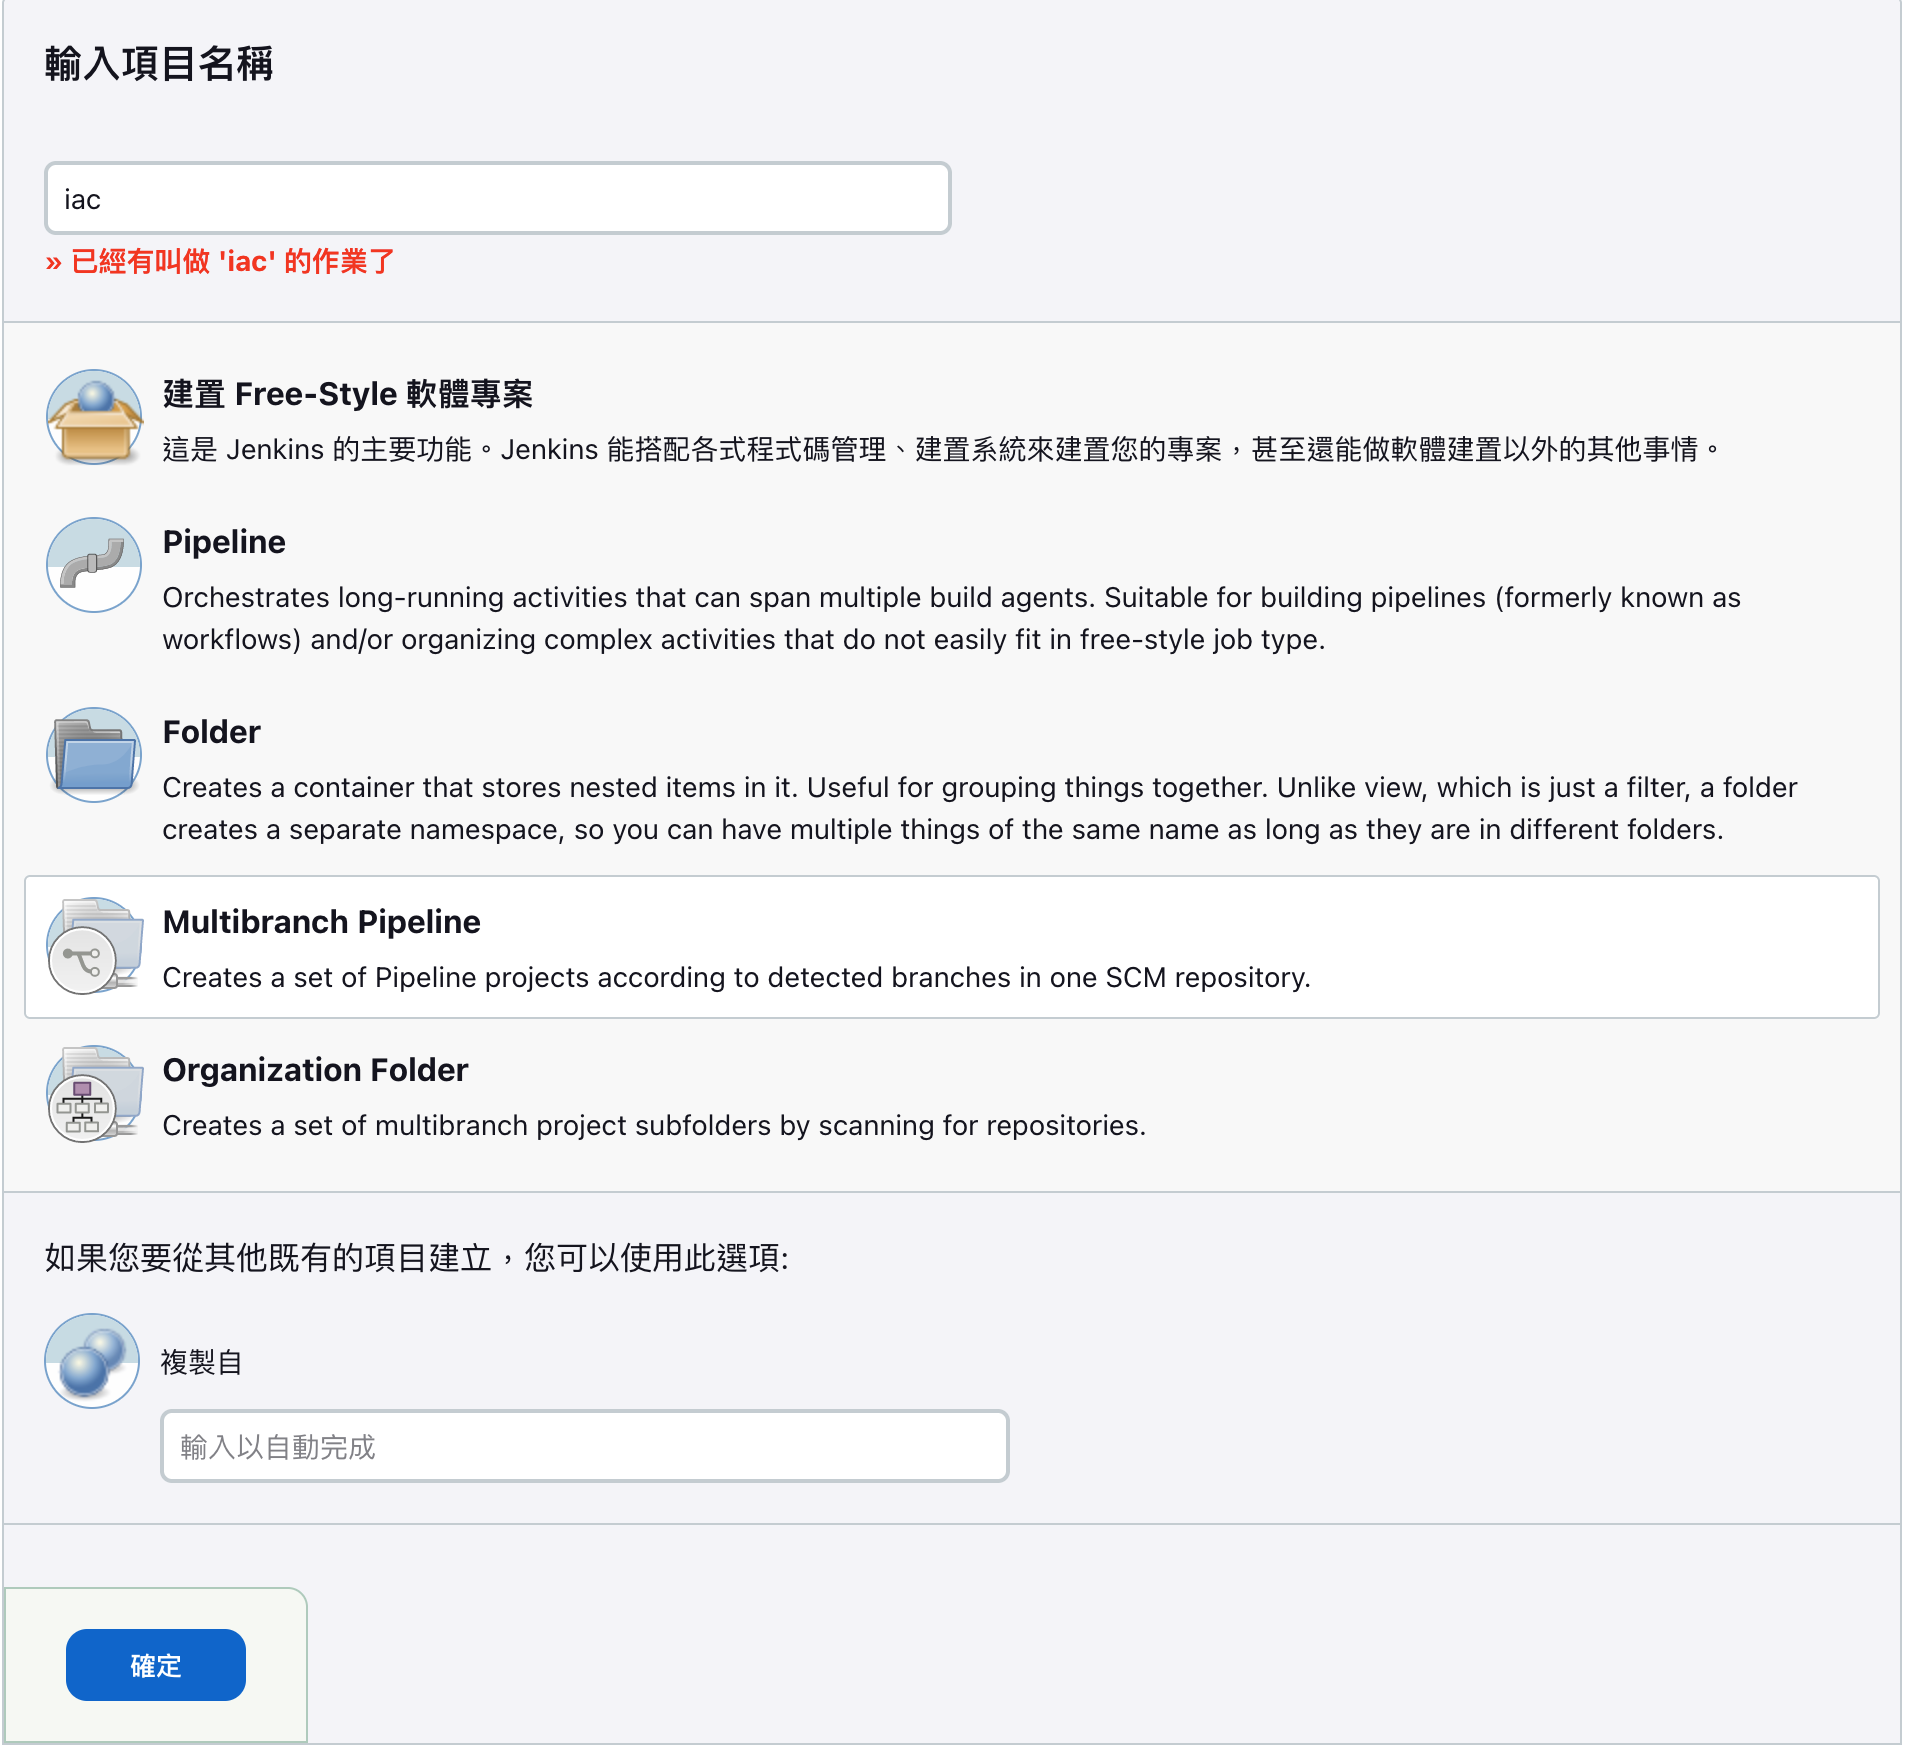 輸入項目名稱
iac
» 已經有叫做 'iac' 的作業了
建置 Free-Style 軟體專案
這是 Jenkins 的主要功能。Jenkins 能搭配各式程式碼管理、建置系統來建置您的專案，甚至還能做軟體建置以外的其他事情。
Pipeline
Orchestrates long-running activities that can span multiple build agents. Suitable for building pipelines (formerly known as
workflows) and/or organizing complex activities that do not easily fit in free-style job type.
Folder
Creates a container that stores nested items in it. Useful for grouping things together. Unlike view, which is just a filter, a folder
creates a separate namespace, so you can have multiple things of the same name as long as they are in different folders.
Multibranch Pipeline
Creates a set of Pipeline projects according to detected branches in one SCM repository.
Organization Folder
Creates a set of multibranch project subfolders by scanning for repositories.
如果您要從其他既有的項目建立，您可以使用此選項:
複製自
輸入以自動完成
確定